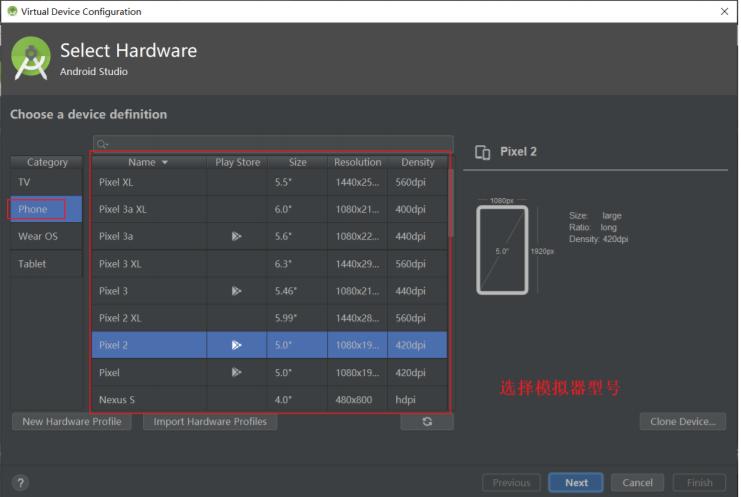 Virtual Device Configuration
Select Hardware
Android Studio
Choose a device definition
Category
Name Play Store Size Resolution Density
TV
Phone
Wear OS
Tablet
Pixel XL 5.5" 1440x25... 560dpi
Pixel 3a XL 6.0" 1080x21... 400dpi
Pixel 3a 5.6" 1080x22... 440dpi
Pixel 3 XL 6.3" 1440x29... 560dpi
Pixel 3 5.46" 1080x21... 440dpi
Pixel 2 XL 5.99" 1440x28... 560dpi
Pixel 2 5.0" 1080x19... 420dpi
Pixel 5.0" 1080x19... 420dpi
Nexus S 4.0" 480x800 hdpi
New Hardware Profile Import Hardware Profiles
Pixel 2
1080px
5.0"
1920px
Size: large
Ratio: long
Density: 420dpi
选择模拟器型号
Clone Device...
?
Previous Next Cancel Finish